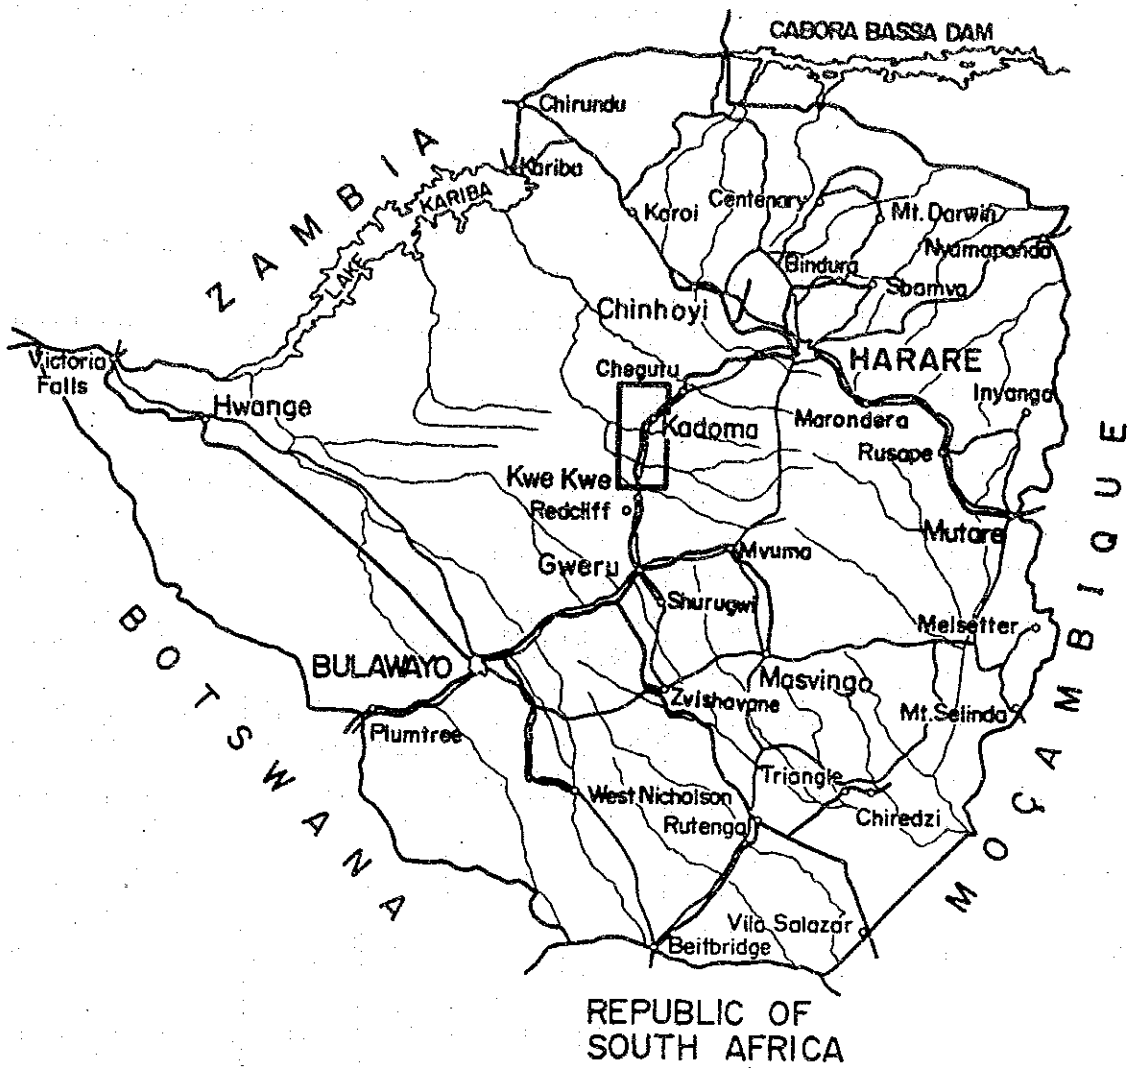 CABORA BASSA DAM
Chirundu
ZAMBIA
Kariba
LAKE KARIBA
Karoi
Centenary
Mt. Darwin
Nyamapanda
Bindura
Shamva
Chinhoyi
HARARE
Victoria
Falls
Hwange
Chegutu
Kadoma
Marondera
Inyanga
Rusape
Kwe Kwe
Redcliff
Mutare
Gweru
Mvuma
Shurugwi
Melsetter
MOÇAMBIQUE
BOTSWANA
BULAWAYO
Masvingo
Zvishavane
Mt. Selinda
Plumtree
Triangle
West Nicholson
Chiredzi
Rutenga
Vila Salazar
Beitbridge
REPUBLIC OF
SOUTH AFRICA